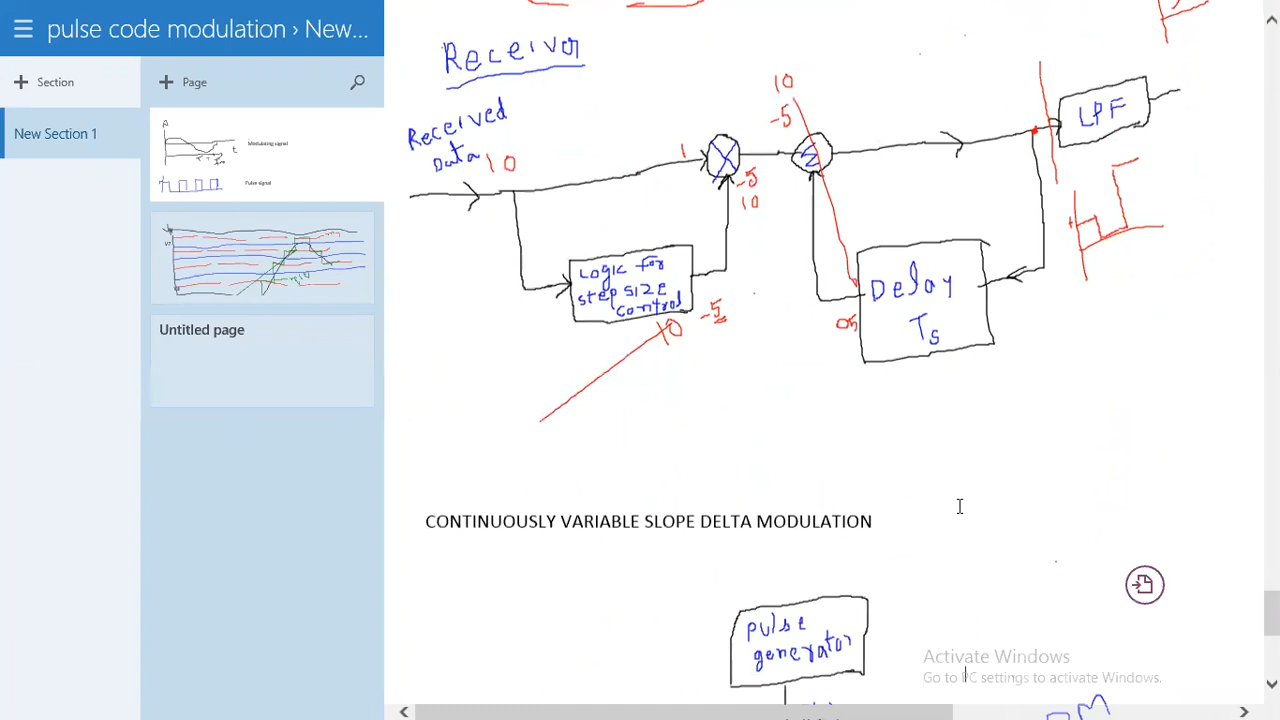 pulse code modulation › New...
+ Section
+ Page
New Section 1
Modulating signal
Pulse signal
Untitled page
Receivor
Received
Data
10
1
-5
10
10
-5
LPF
Logic for
step size
control
10
-5
Delay
Ts
05
CONTINUOUSLY VARIABLE SLOPE DELTA MODULATION
pulse
generator
Activate Windows
Go to PC settings to activate Windows.